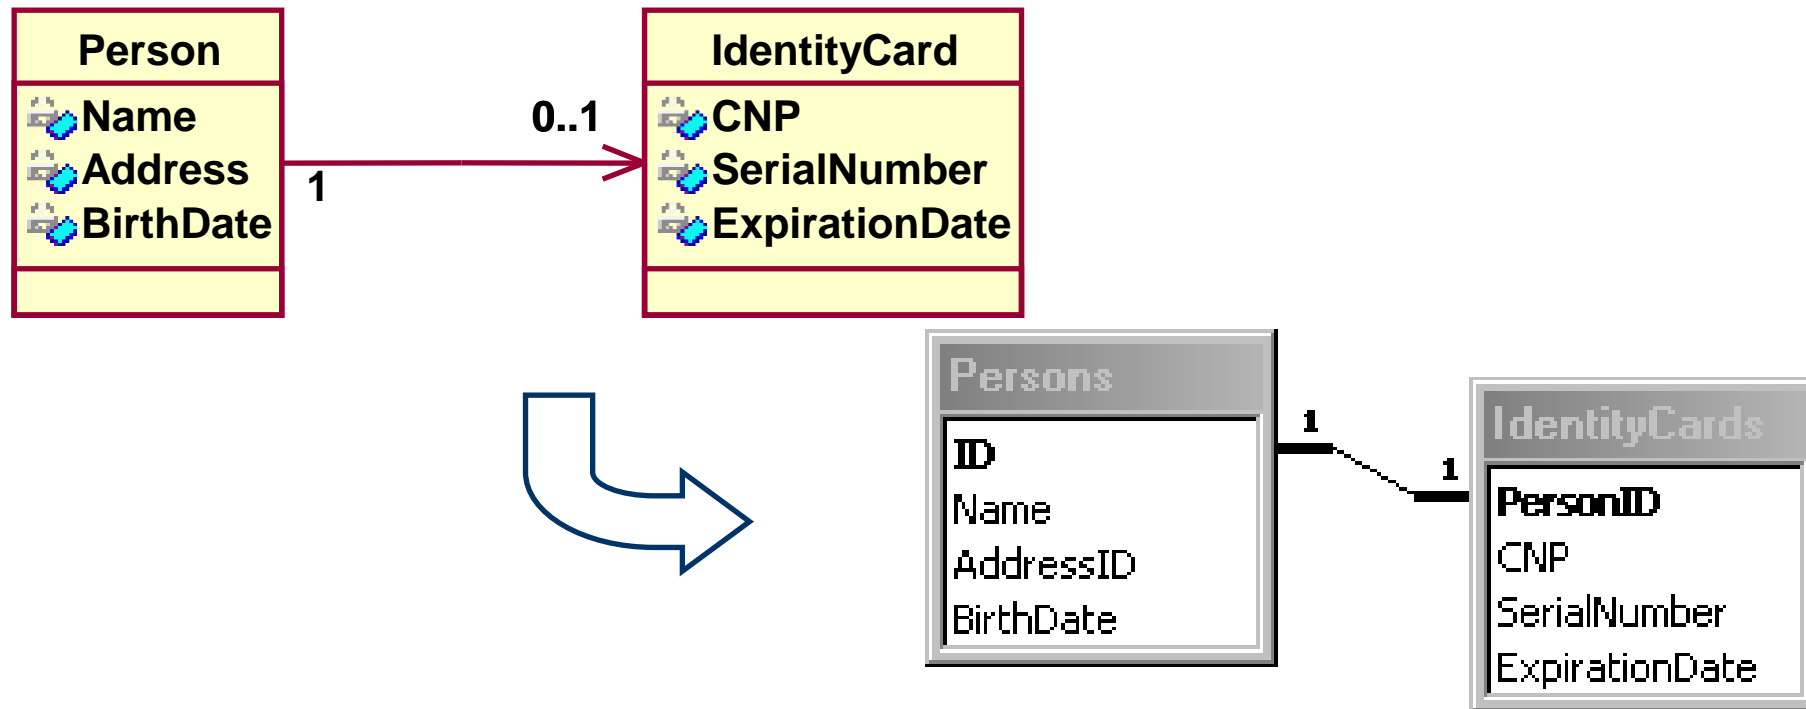 Person
Name
Address
BirthDate
1
0..1
IdentityCard
CNP
SerialNumber
ExpirationDate
Persons
ID
Name
AddressID
BirthDate
1
1
IdentityCards
PersonID
CNP
SerialNumber
ExpirationDate